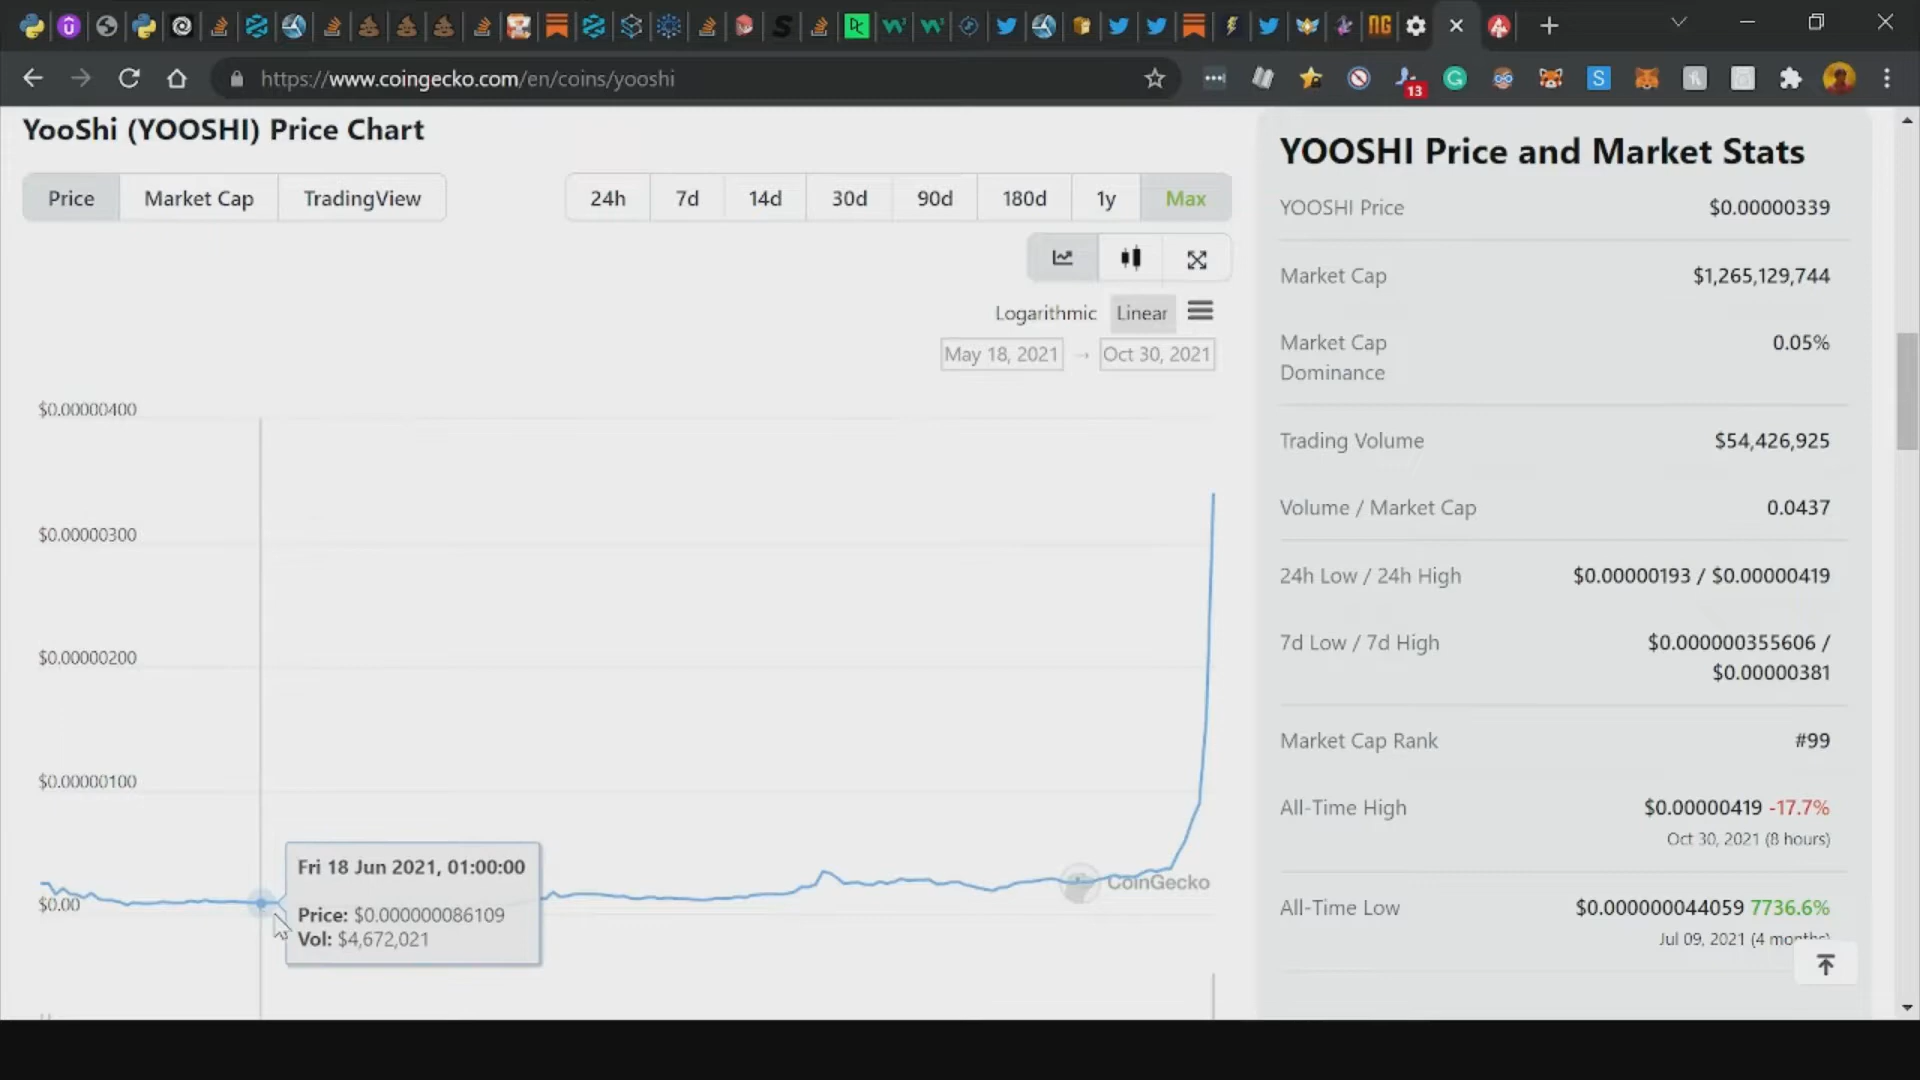 https://www.coingecko.com/en/coins/yooshi
13
YooShi (YOOSHI) Price Chart
Price
Market Cap
TradingView
24h
7d
14d
30d
90d
180d
1y
Max
Logarithmic
Linear
May 18, 2021 → Oct 30, 2021
$0.00000400
$0.00000300
$0.00000200
$0.00000100
$0.00
Fri 18 Jun 2021, 01:00:00
Price: $0.000000086109
Vol: $4,672,021
CoinGecko
YOOSHI Price and Market Stats
YOOSHI Price $0.00000339
Market Cap $1,265,129,744
Market Cap Dominance 0.05%
Trading Volume $54,426,925
Volume / Market Cap 0.0437
24h Low / 24h High $0.00000193 / $0.00000419
7d Low / 7d High $0.000000355606 /
$0.00000381
Market Cap Rank #99
All-Time High $0.00000419 -17.7%
Oct 30, 2021 (8 hours)
All-Time Low $0.000000044059 7736.6%
Jul 09, 2021 (4 months)